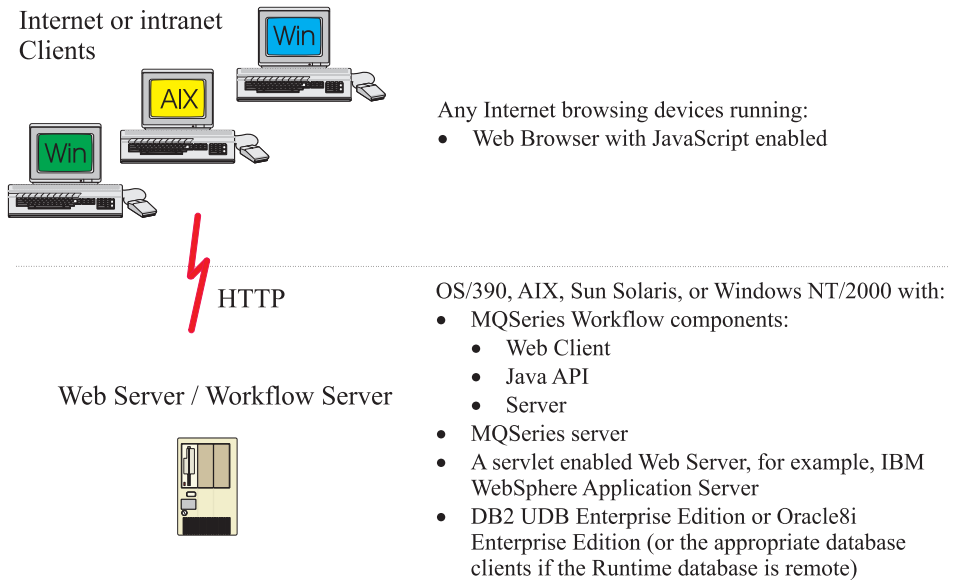 Internet or intranet
Clients
Win
AIX
Win
Any Internet browsing devices running:
• Web Browser with JavaScript enabled
HTTP
OS/390, AIX, Sun Solaris, or Windows NT/2000 with:
• MQSeries Workflow components:
• Web Client
• Java API
• Server
Web Server / Workflow Server
• MQSeries server
• A servlet enabled Web Server, for example, IBM
WebSphere Application Server
• DB2 UDB Enterprise Edition or Oracle8i
Enterprise Edition (or the appropriate database
clients if the Runtime database is remote)